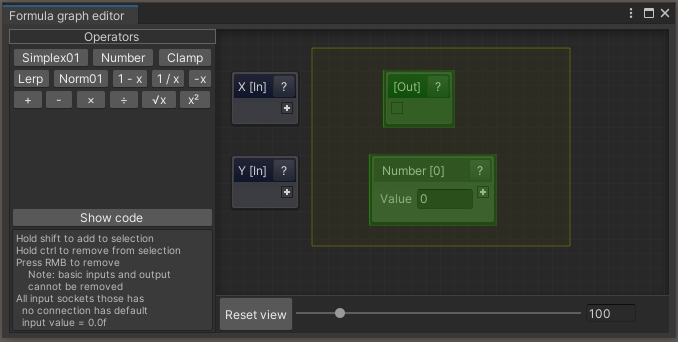 Formula graph editor
Operators
Simplex01 Number Clamp
Lerp Norm01 1 - x 1 / x -x
+ - × ÷ √x x²
Show code
Hold shift to add to selection
Hold ctrl to remove from selection
Press RMB to remove
Note: basic inputs and output
cannot be removed
All input sockets those has
no connection has default
input value = 0.0f
X [In] ?
[Out] ?
Y [In] ?
Number [0] ?
Value 0
Reset view 100